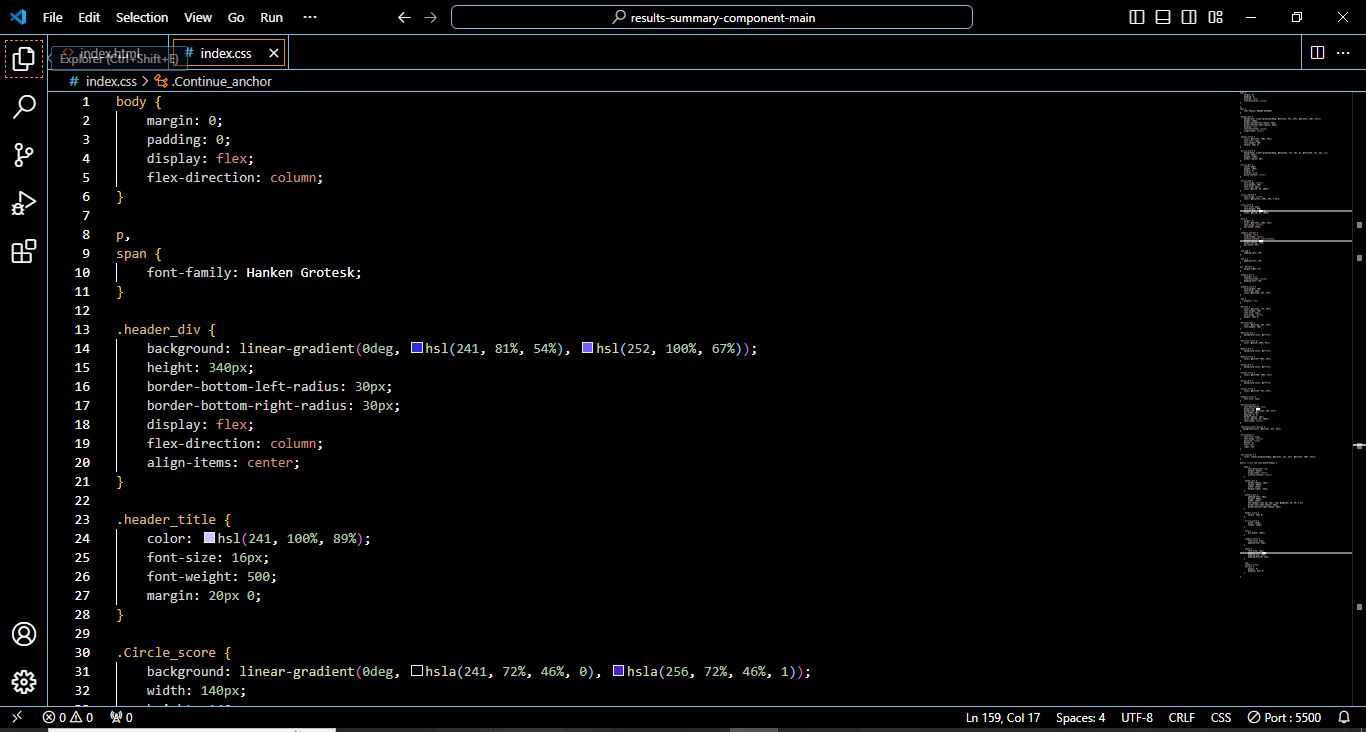 File Edit Selection View Go Run ···
results-summary-component-main
index.html
Explorer (Ctrl+Shift+E)
# index.css
# index.css > .Continue_anchor
1 body {
2 margin: 0;
3 padding: 0;
4 display: flex;
5 flex-direction: column;
6 }
7
8 p,
9 span {
10 font-family: Hanken Grotesk;
11 }
12
13 .header_div {
14 background: linear-gradient(0deg, hsl(241, 81%, 54%), hsl(252, 100%, 67%));
15 height: 340px;
16 border-bottom-left-radius: 30px;
17 border-bottom-right-radius: 30px;
18 display: flex;
19 flex-direction: column;
20 align-items: center;
21 }
22
23 .header_title {
24 color: hsl(241, 100%, 89%);
25 font-size: 16px;
26 font-weight: 500;
27 margin: 20px 0;
28 }
29
30 .Circle_score {
31 background: linear-gradient(0deg, hsla(241, 72%, 46%, 0), hsla(256, 72%, 46%, 1));
32 width: 140px;
0 0 0 Ln 159, Col 17 Spaces: 4 UTF-8 CRLF CSS Port : 5500